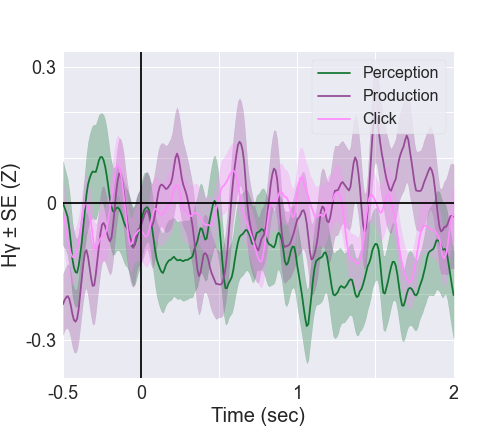 Perception
Production
Click
0.3
0
-0.3
Hγ ± SE (Z)
-0.5
0
1
2
Time (sec)